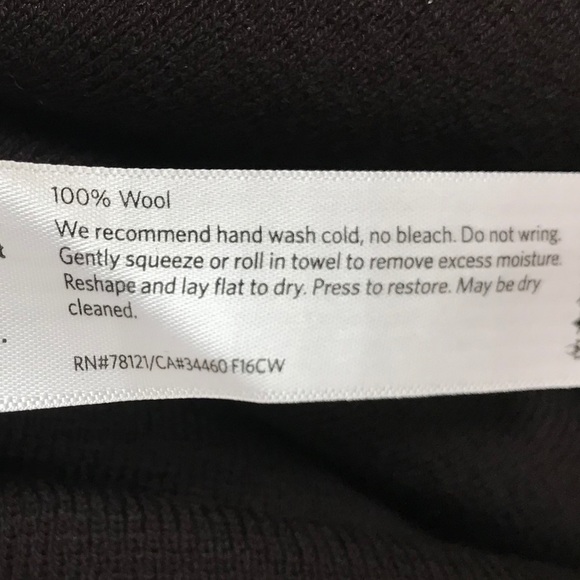 100% Wool
We recommend hand wash cold, no bleach. Do not wring.
Gently squeeze or roll in towel to remove excess moisture.
Reshape and lay flat to dry. Press to restore. May be dry
cleaned.
RN#78121/CA#34460 F16CW